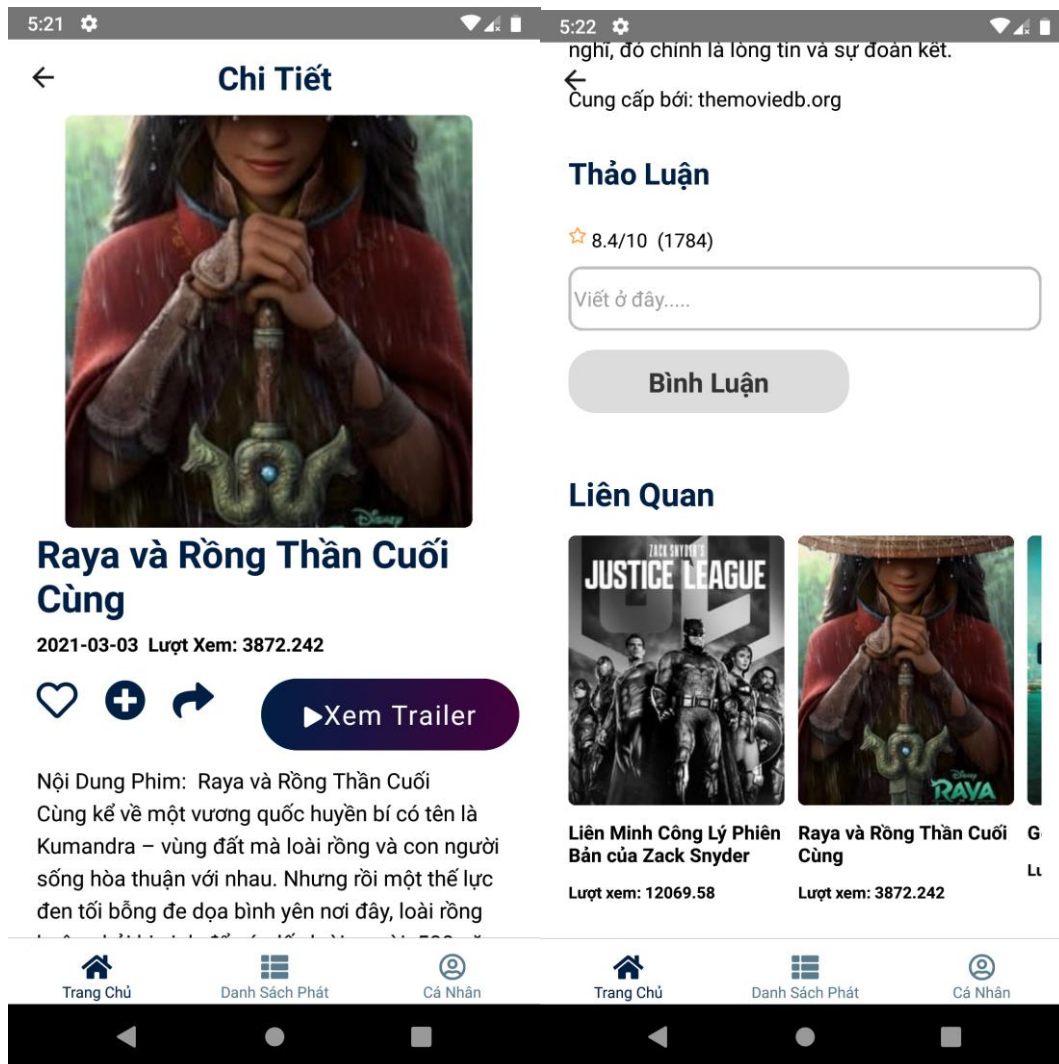 5:21
Chi Tiết
Disney
Raya và Rồng Thần Cuối
Cùng
2021-03-03 Lượt Xem: 3872.242
▶Xem Trailer
Nội Dung Phim: Raya và Rồng Thần Cuối
Cùng kể về một vương quốc huyền bí có tên là
Kumandra – vùng đất mà loài rồng và con người
sống hòa thuận với nhau. Nhưng rồi một thế lực
đen tối bỗng đe dọa bình yên nơi đây, loài rồng
Trang Chủ
Danh Sách Phát
Cá Nhân
5:22
nghĩ, đó chính là lòng tin và sự đoàn kết.
Cung cấp bới: themoviedb.org
Thảo Luận
8.4/10 (1784)
Viết ở đây.....
Bình Luận
Liên Quan
ZACK SNYDER'S
JUSTICE LEAGUE
Disney
RAYA
Liên Minh Công Lý Phiên
Bản của Zack Snyder
Lượt xem: 12069.58
Raya và Rồng Thần Cuối
Cùng
Lượt xem: 3872.242
G
Trang Chủ
Danh Sách Phát
Cá Nhân